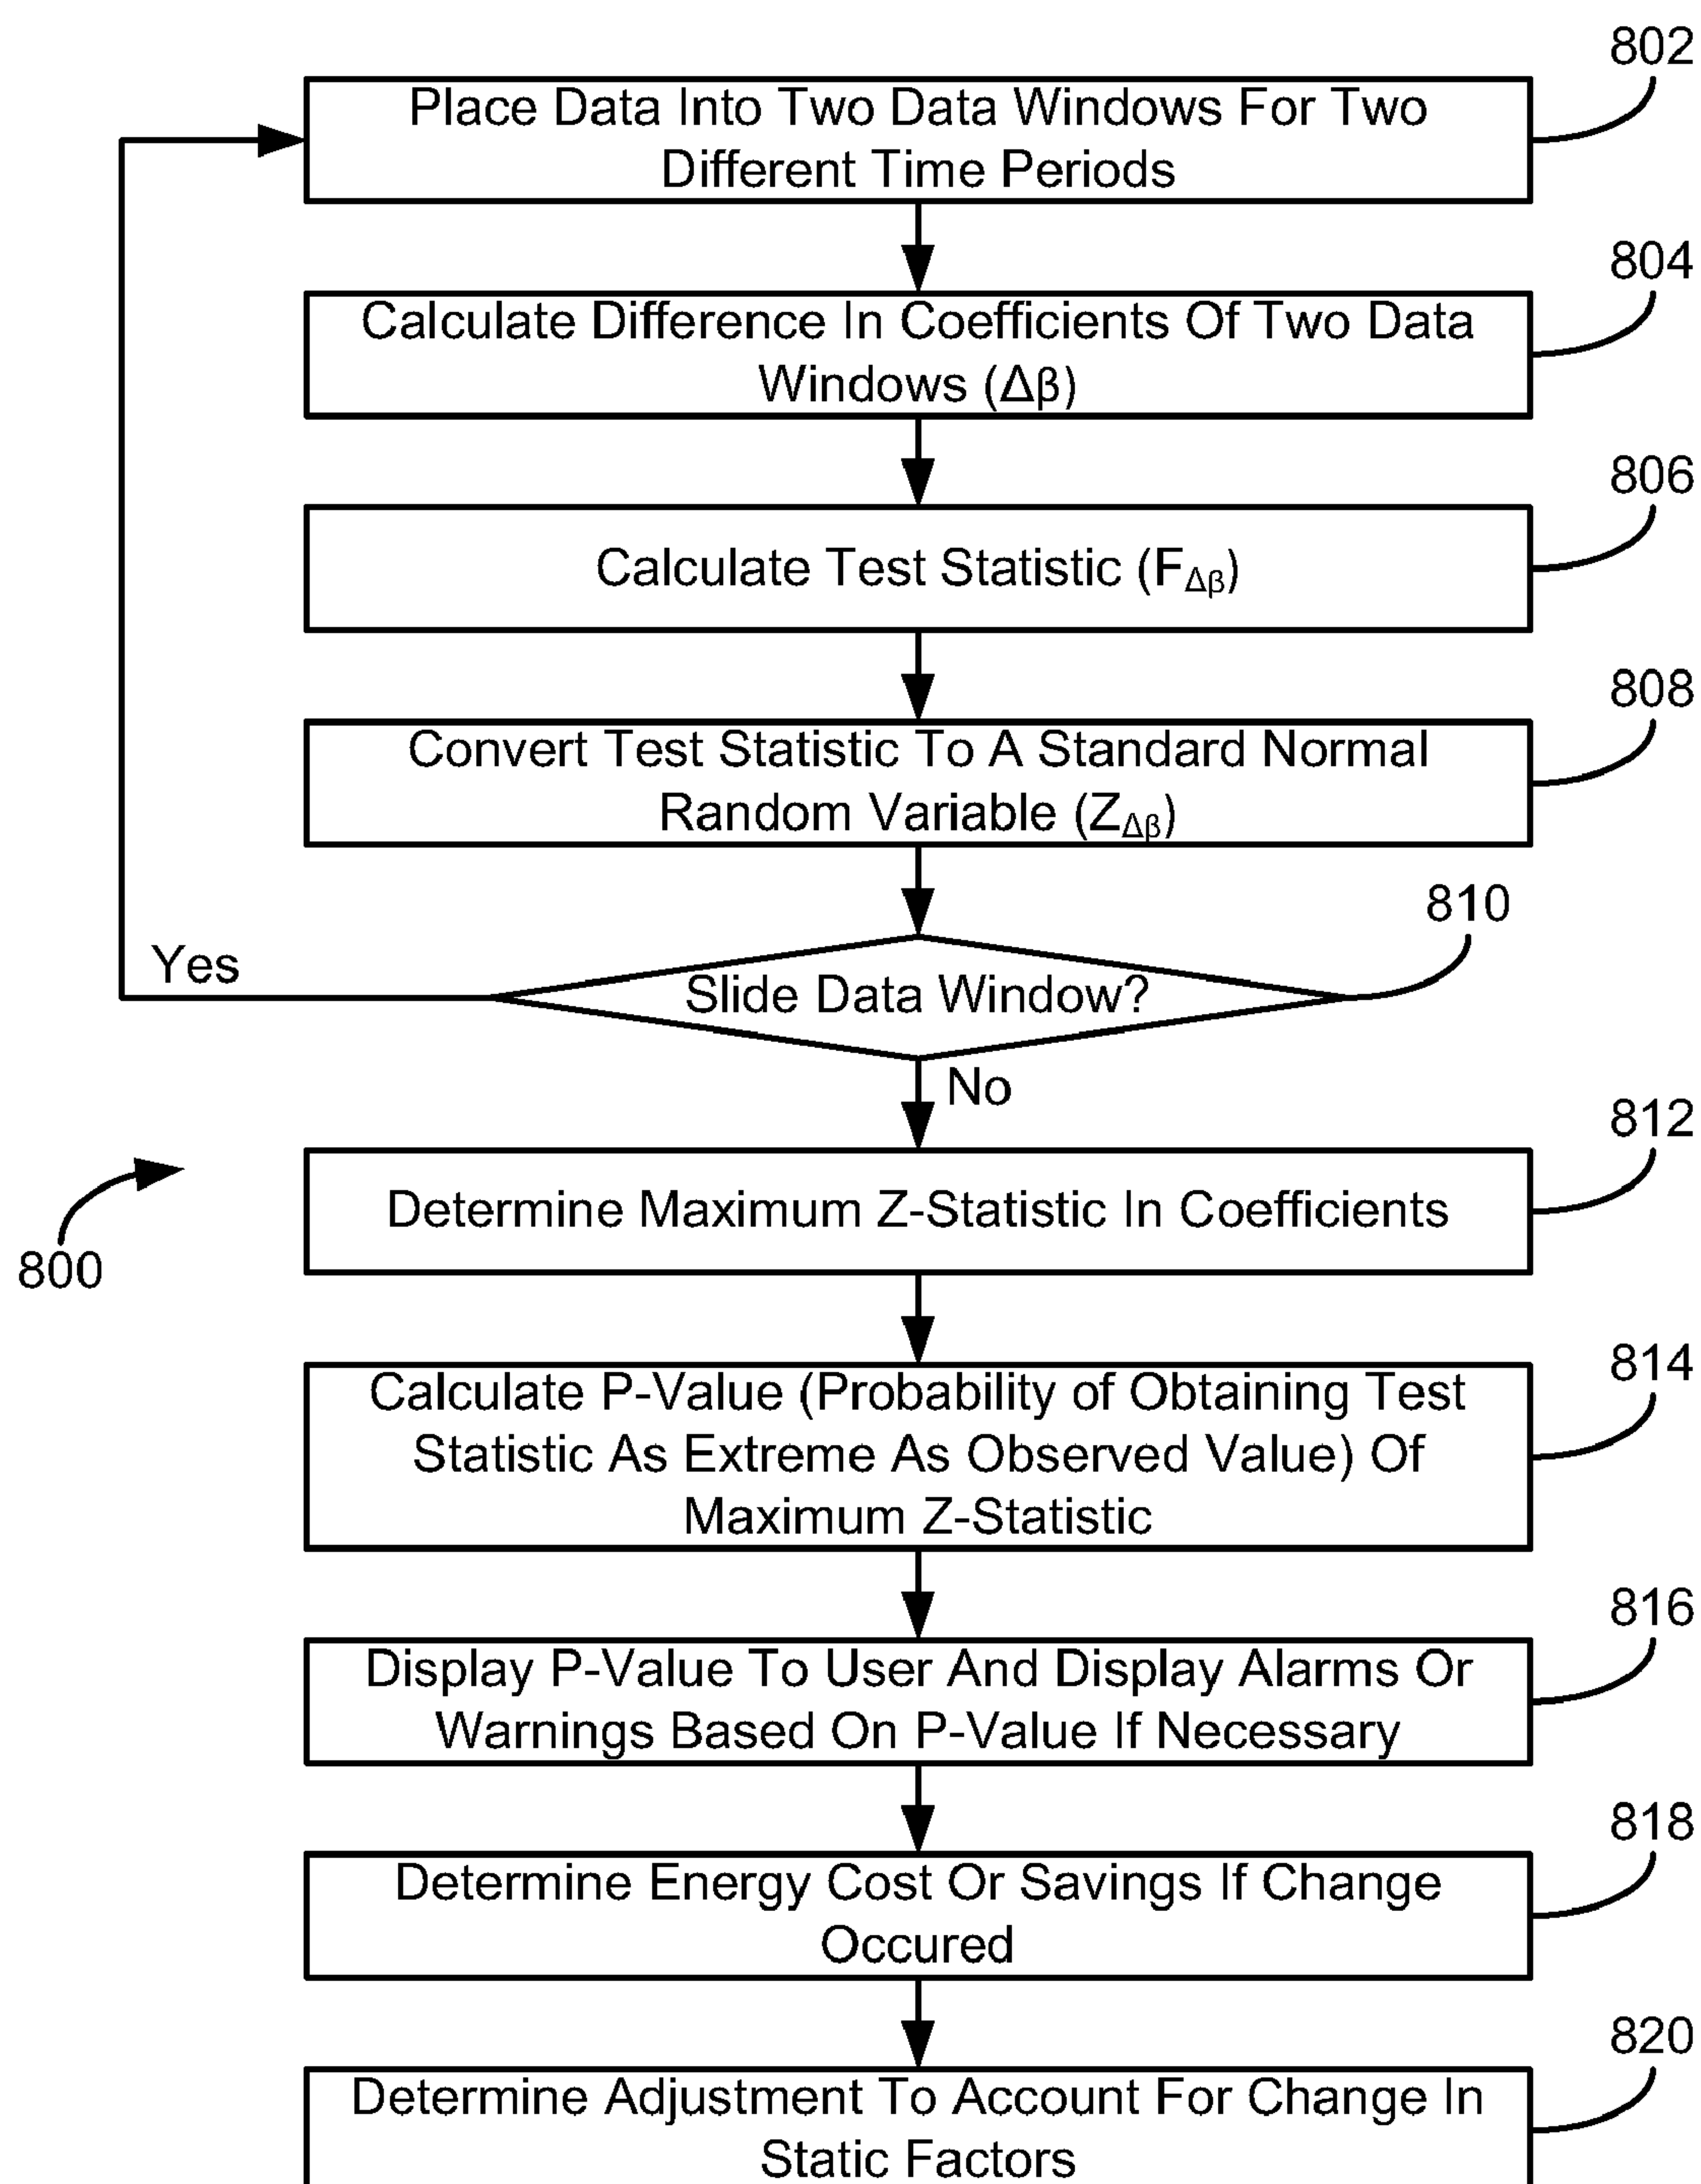 802
Place Data Into Two Data Windows For Two
Different Time Periods
804
Calculate Difference In Coefficients Of Two Data
Windows (Δβ)
806
Calculate Test Statistic (FΔβ)
808
Convert Test Statistic To A Standard Normal
Random Variable (ZΔβ)
810
Yes
Slide Data Window?
No
812
Determine Maximum Z-Statistic In Coefficients
800
814
Calculate P-Value (Probability of Obtaining Test
Statistic As Extreme As Observed Value) Of
Maximum Z-Statistic
816
Display P-Value To User And Display Alarms Or
Warnings Based On P-Value If Necessary
818
Determine Energy Cost Or Savings If Change
Occured
820
Determine Adjustment To Account For Change In
Static Factors